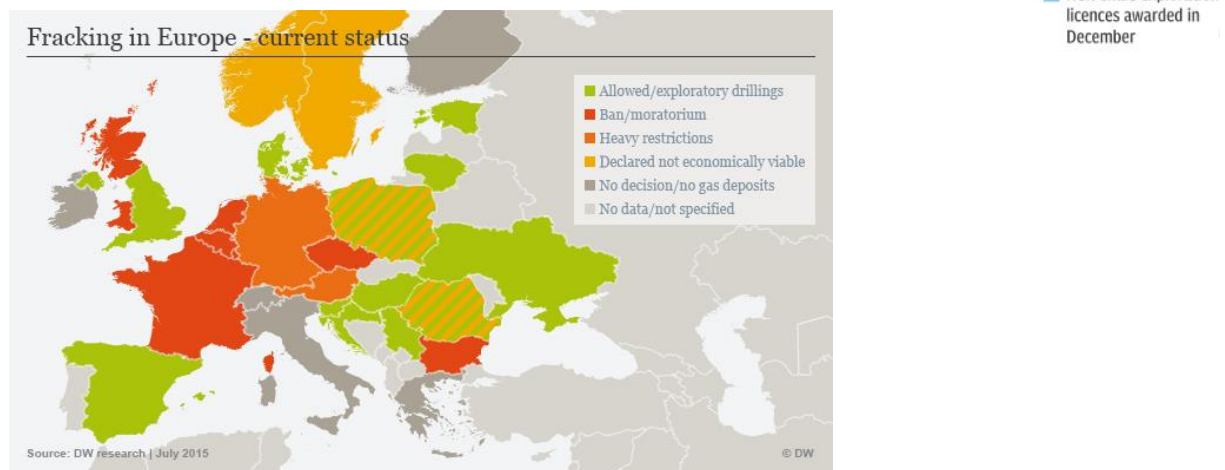 Fracking in Europe - current status
Allowed/exploratory drillings
Ban/moratorium
Heavy restrictions
Declared not economically viable
No decision/no gas deposits
No data/not specified
Source: DW research | July 2015
© DW
licences awarded in
December